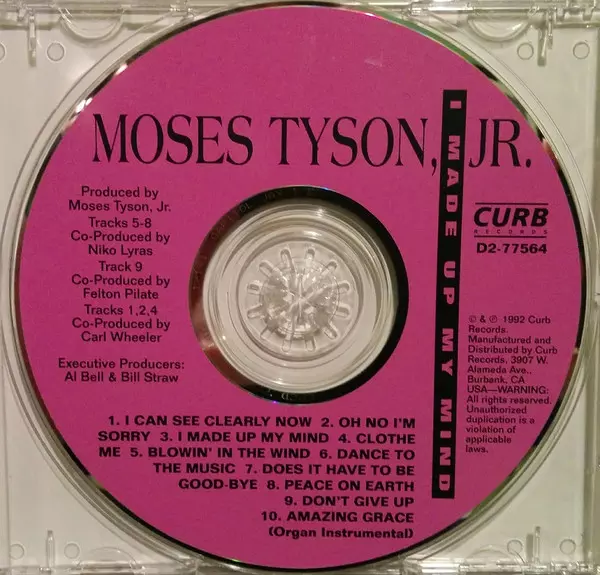 MOSES TYSON, JR.
I MADE UP MY MIND
Produced by
Moses Tyson, Jr.
Tracks 5-8
Co-Produced by
Niko Lyras
Track 9
Co-Produced by
Felton Pilate
Tracks 1,2,4
Co-Produced by
Carl Wheeler
Executive Producers:
Al Bell & Bill Straw
CURB
RECORDS
D2-77564
© & ℗ 1992 Curb
Records.
Manufactured and
Distributed by Curb
Records, 3907 W.
Alameda Ave.,
Burbank, CA
USA—WARNING:
All rights reserved.
Unauthorized
duplication is a
violation of
applicable
laws.
1. I CAN SEE CLEARLY NOW 2. OH NO I'M
SORRY 3. I MADE UP MY MIND 4. CLOTHE
ME 5. BLOWIN' IN THE WIND 6. DANCE TO
THE MUSIC 7. DOES IT HAVE TO BE
GOOD-BYE 8. PEACE ON EARTH
9. DON'T GIVE UP
10. AMAZING GRACE
(Organ Instrumental)